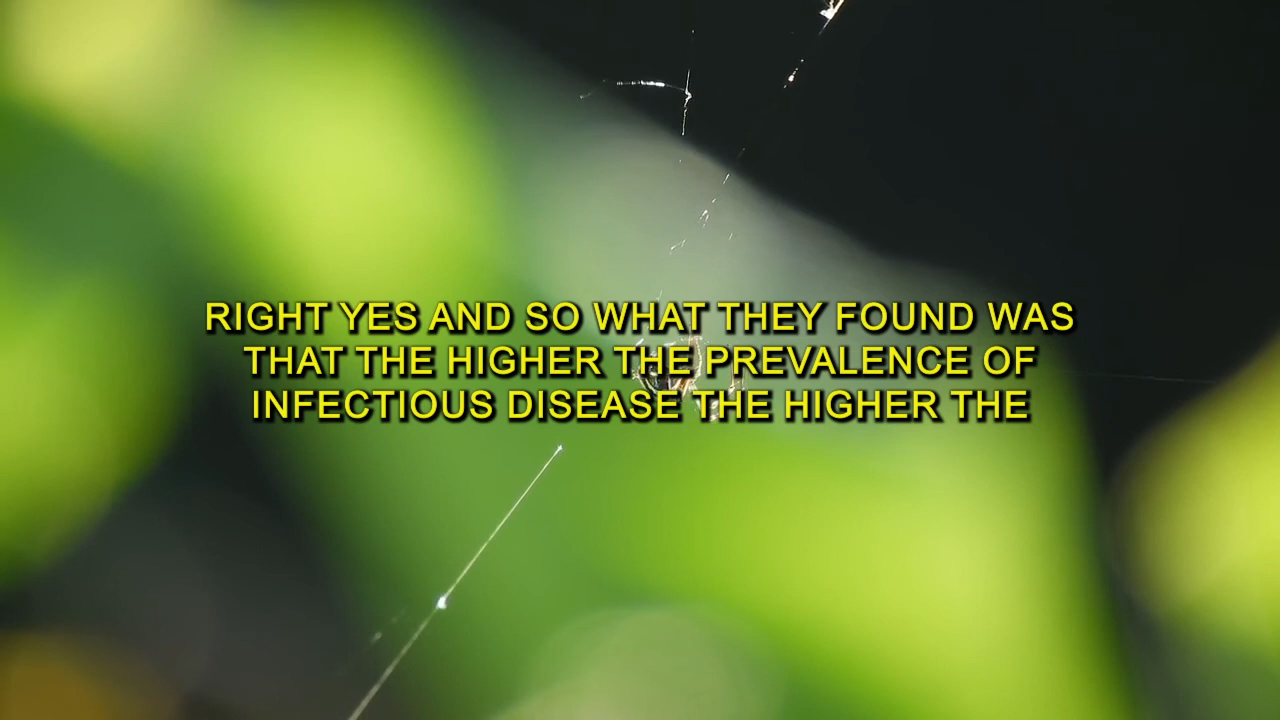 RIGHT YES AND SO WHAT THEY FOUND WAS
THAT THE HIGHER THE PREVALENCE OF
INFECTIOUS DISEASE THE HIGHER THE